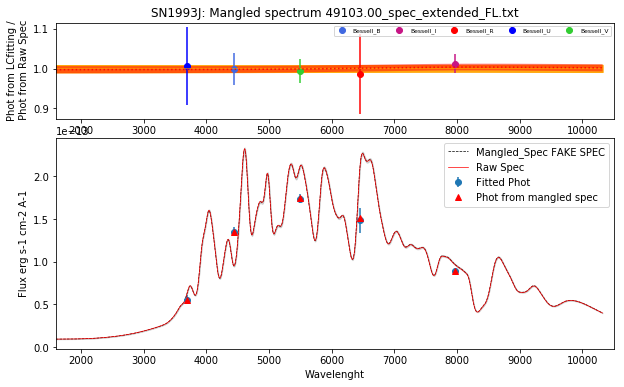 SN1993J: Mangled spectrum 49103.00_spec_extended_FL.txt
Phot from LCfitting /
Phot from Raw Spec
1.1
1.0
0.9
Bessell_B Bessell_I Bessell_R Bessell_U Bessell_V
2000 3000 4000 5000 6000 7000 8000 9000 10000
Flux erg s-1 cm-2 A-1
2.0
1.5
1.0
0.5
0.0
Mangled_Spec FAKE SPEC
Raw Spec
Fitted Phot
Phot from mangled spec
2000 3000 4000 5000 6000 7000 8000 9000 10000
Wavelenght